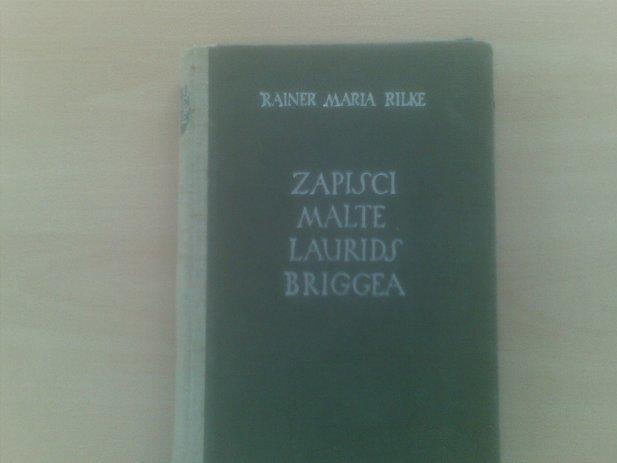 RAINER MARIA RILKE
ZAPISCI
MALTE
LAURIDS
BRIGGEA